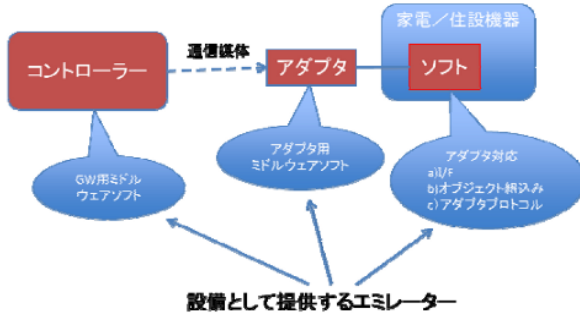 家電／住設機器
通信媒体
コントローラー
アダプタ
ソフト
アダプタ用
ミドルウェアソフト
GW用ミドル
ウェアソフト
アダプタ対応
a)I/F
b)オブジェクト組込み
c)アダプタプロトコル
設備として提供するエミレーター